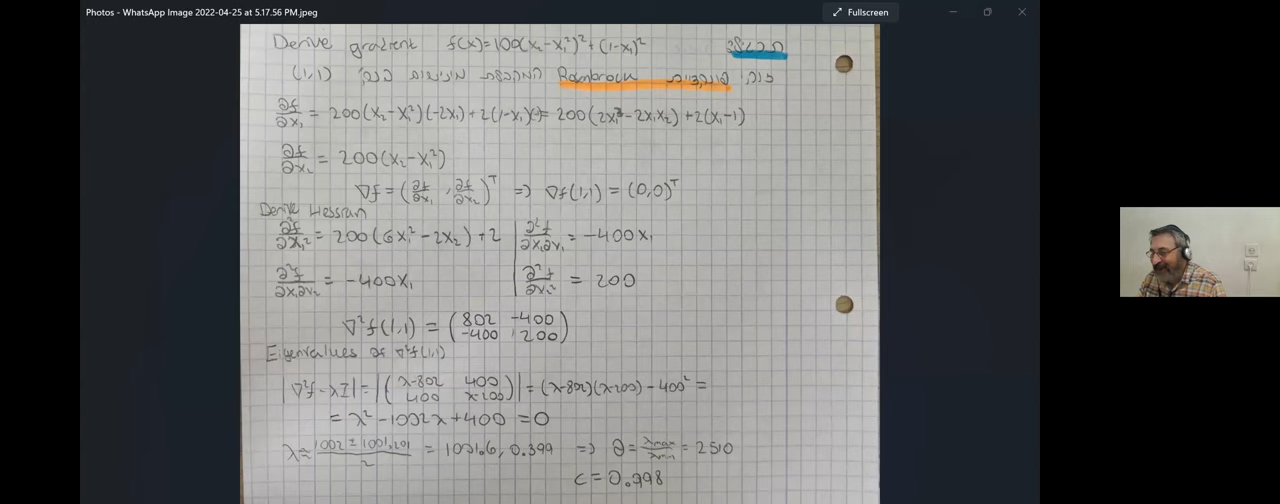 Photos - WhatsApp Image 2022-04-25 at 5.17.56 PM.jpeg
Fullscreen
Derive gradient f(x)=100(x₂-x₁²)²+(1-x₁)²
(1,1) Rosenbrock
∂f/∂x₁ = 200(x₂-x₁²)(-2x₁)+2(1-x₁)(-1)= 200(2x₁³-2x₁x₂)+2(x₁-1)
∂f/∂x₂ = 200(x₂-x₁²)
∇f = (∂f/∂x₁, ∂f/∂x₂)ᵀ => ∇f(1,1) = (0,0)ᵀ
Derive Hessian
∂²f/∂x₁² = 200(6x₁²-2x₂)+2 | ∂²f/∂x₂∂x₁ = -400x₁
∂²f/∂x₁∂x₂ = -400x₁ | ∂²f/∂x₂² = 200
∇²f(1,1) = (802 -400
-400 200)
Eigenvalues of ∇²f(1,1)
|∇²f-λI| = |(λ-802 400
400 λ-200)| = (λ-802)(λ-200)-400² =
= λ²-1002λ+400 = 0
λ ≈ (1002 ± 1001.201)/2 = 1001.6, 0.399 => θ = λmax/λmin = 2510
c = 0.998